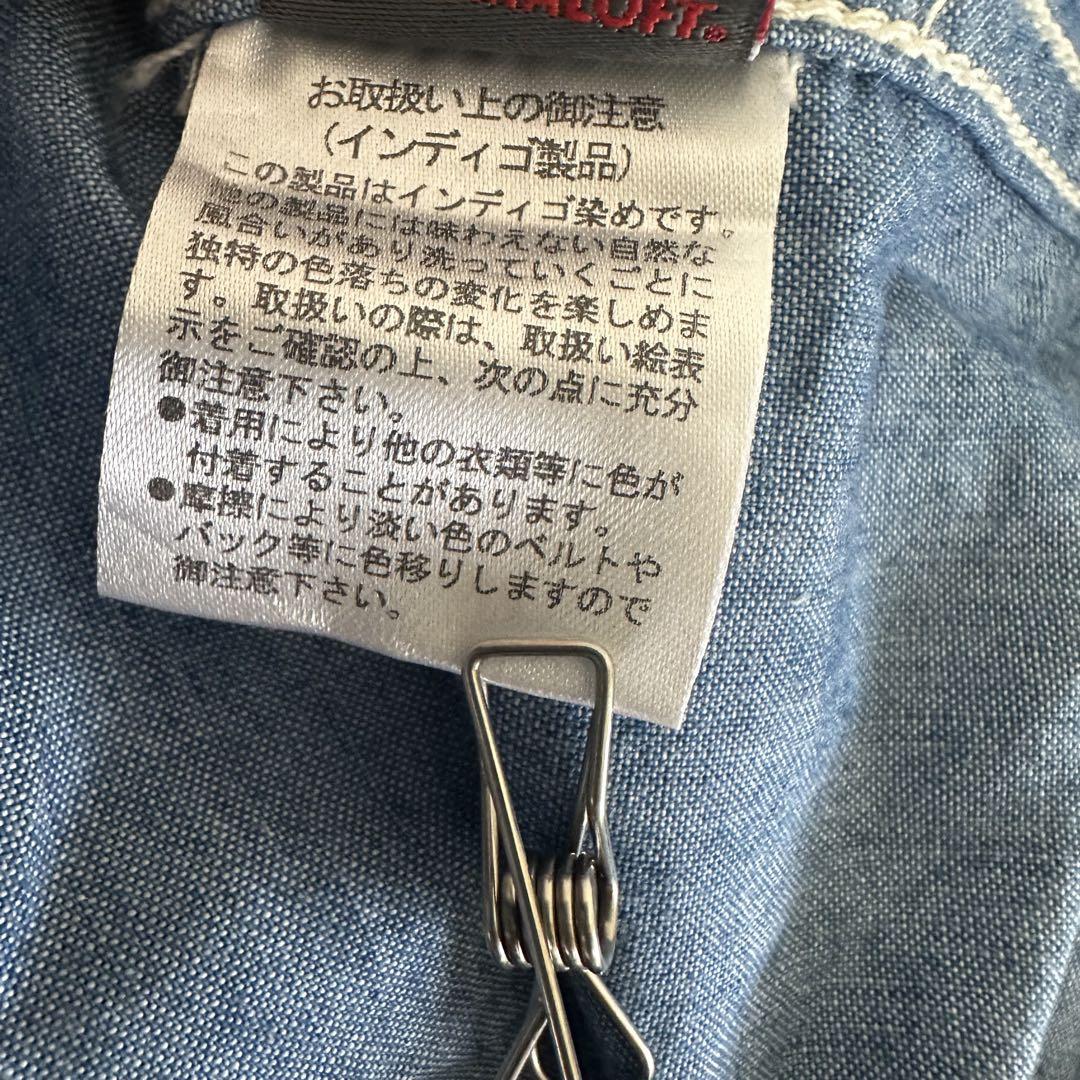 お取扱い上の御注意
(インディゴ製品)
この製品はインディゴ染めです。
他の製品には味わえない自然な
風合いがあり洗っていくごとに
独特の色落ちの変化を楽しめま
す。取扱いの際は、取扱い絵表
示をご確認の上、次の点に充分
御注意下さい。
●着用により他の衣類等に色が
付着することがあります。
●摩擦により淡い色のベルトや
バック等に色移りしますので
御注意下さい。